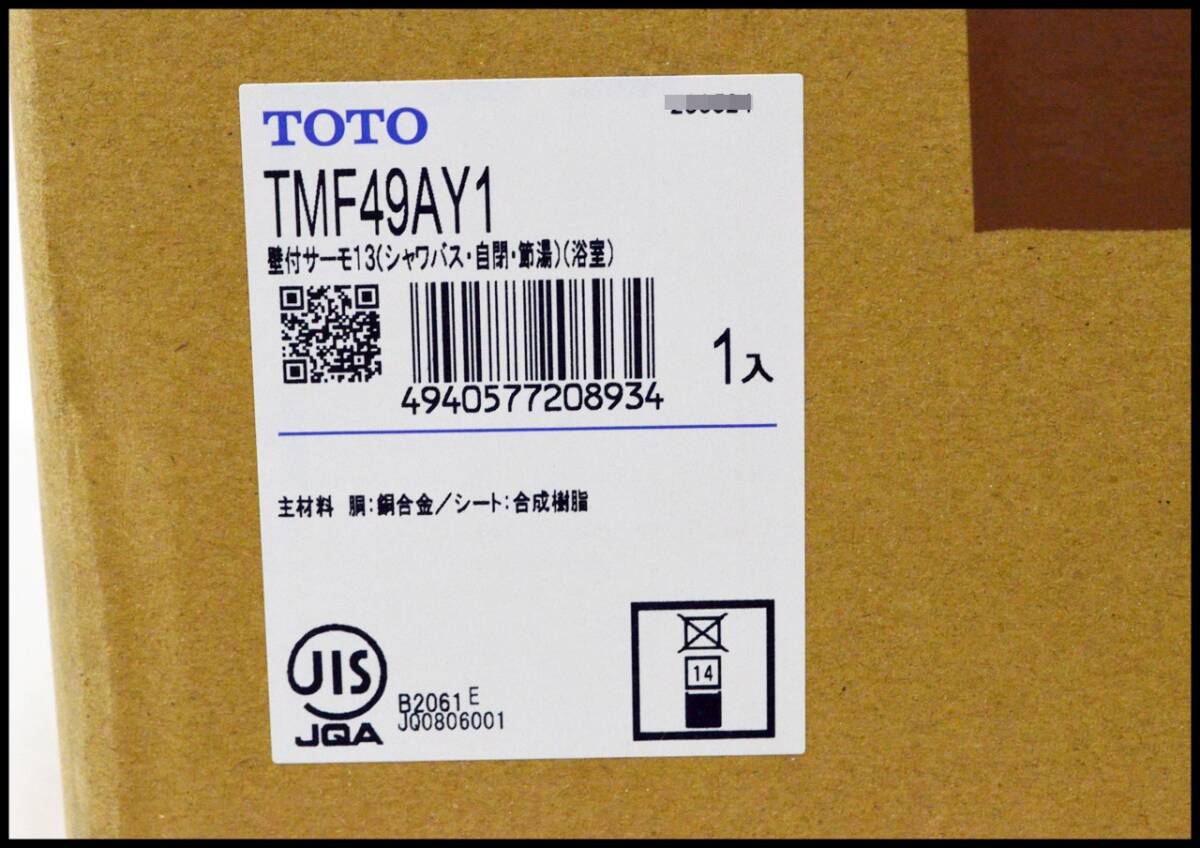 TOTO
TMF49AY1
壁付サーモ13(シャワバス・自閉・節湯)(浴室)
4940577208934
1入
主材料 胴:銅合金/シート:合成樹脂
JIS
JQA
B2061 E
JQ0806001
14